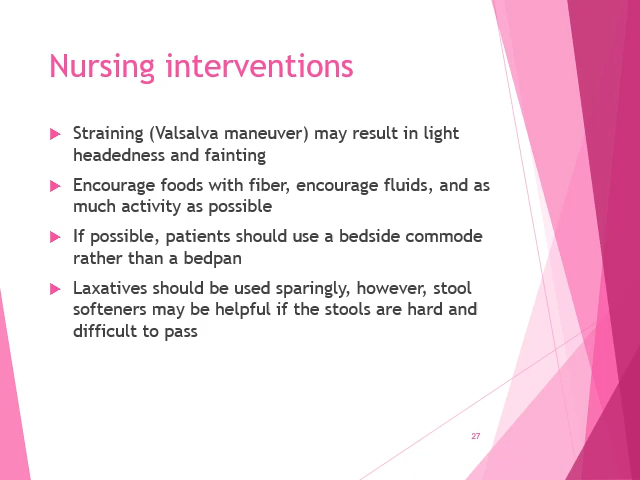 Nursing interventions
Straining (Valsalva maneuver) may result in light
headedness and fainting
Encourage foods with fiber, encourage fluids, and as
much activity as possible
If possible, patients should use a bedside commode
rather than a bedpan
Laxatives should be used sparingly, however, stool
softeners may be helpful if the stools are hard and
difficult to pass
27